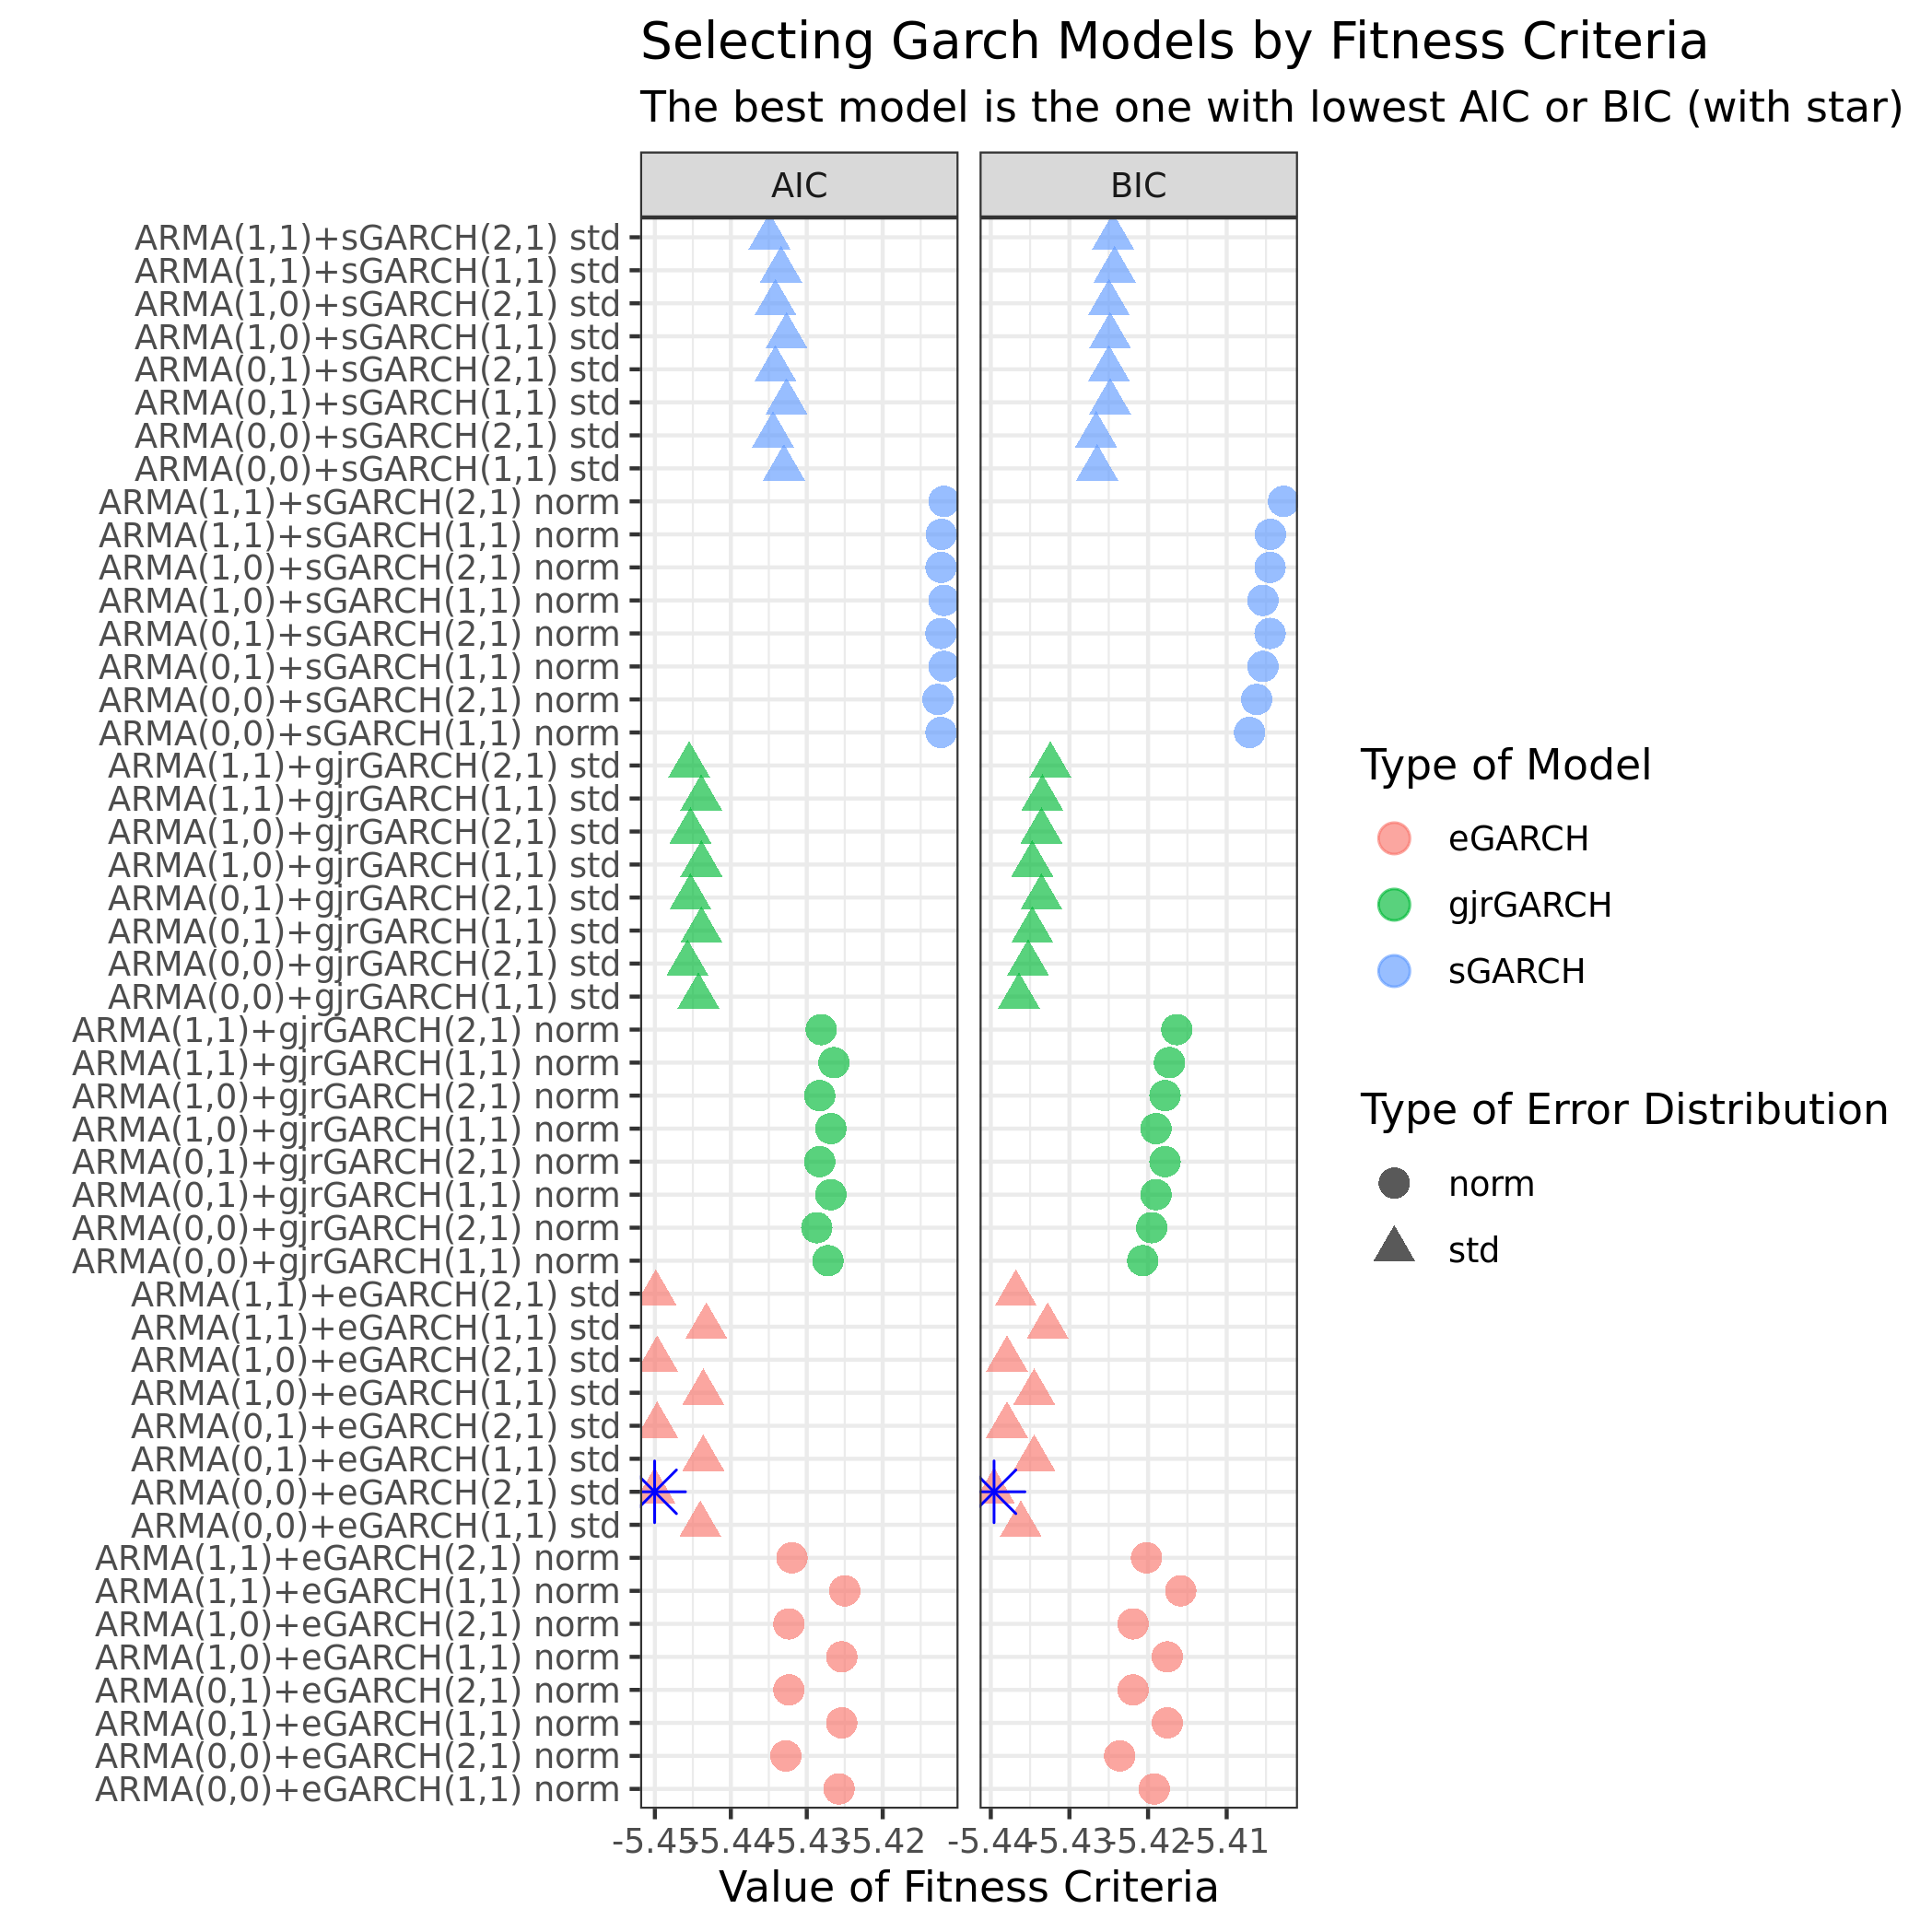 Selecting Garch Models by Fitness Criteria
The best model is the one with lowest AIC or BIC (with star)
AIC BIC
ARMA(1,1)+sGARCH(2,1) std
ARMA(1,1)+sGARCH(1,1) std
ARMA(1,0)+sGARCH(2,1) std
ARMA(1,0)+sGARCH(1,1) std
ARMA(0,1)+sGARCH(2,1) std
ARMA(0,1)+sGARCH(1,1) std
ARMA(0,0)+sGARCH(2,1) std
ARMA(0,0)+sGARCH(1,1) std
ARMA(1,1)+sGARCH(2,1) norm
ARMA(1,1)+sGARCH(1,1) norm
ARMA(1,0)+sGARCH(2,1) norm
ARMA(1,0)+sGARCH(1,1) norm
ARMA(0,1)+sGARCH(2,1) norm
ARMA(0,1)+sGARCH(1,1) norm
ARMA(0,0)+sGARCH(2,1) norm
ARMA(0,0)+sGARCH(1,1) norm
ARMA(1,1)+gjrGARCH(2,1) std
ARMA(1,1)+gjrGARCH(1,1) std
ARMA(1,0)+gjrGARCH(2,1) std
ARMA(1,0)+gjrGARCH(1,1) std
ARMA(0,1)+gjrGARCH(2,1) std
ARMA(0,1)+gjrGARCH(1,1) std
ARMA(0,0)+gjrGARCH(2,1) std
ARMA(0,0)+gjrGARCH(1,1) std
ARMA(1,1)+gjrGARCH(2,1) norm
ARMA(1,1)+gjrGARCH(1,1) norm
ARMA(1,0)+gjrGARCH(2,1) norm
ARMA(1,0)+gjrGARCH(1,1) norm
ARMA(0,1)+gjrGARCH(2,1) norm
ARMA(0,1)+gjrGARCH(1,1) norm
ARMA(0,0)+gjrGARCH(2,1) norm
ARMA(0,0)+gjrGARCH(1,1) norm
ARMA(1,1)+eGARCH(2,1) std
ARMA(1,1)+eGARCH(1,1) std
ARMA(1,0)+eGARCH(2,1) std
ARMA(1,0)+eGARCH(1,1) std
ARMA(0,1)+eGARCH(2,1) std
ARMA(0,1)+eGARCH(1,1) std
ARMA(0,0)+eGARCH(2,1) std
ARMA(0,0)+eGARCH(1,1) std
ARMA(1,1)+eGARCH(2,1) norm
ARMA(1,1)+eGARCH(1,1) norm
ARMA(1,0)+eGARCH(2,1) norm
ARMA(1,0)+eGARCH(1,1) norm
ARMA(0,1)+eGARCH(2,1) norm
ARMA(0,1)+eGARCH(1,1) norm
ARMA(0,0)+eGARCH(2,1) norm
ARMA(0,0)+eGARCH(1,1) norm
-5.45 -5.44 -5.43 -5.42 -5.44 -5.43 -5.42 -5.41
Value of Fitness Criteria
Type of Model
eGARCH
gjrGARCH
sGARCH
Type of Error Distribution
norm
std